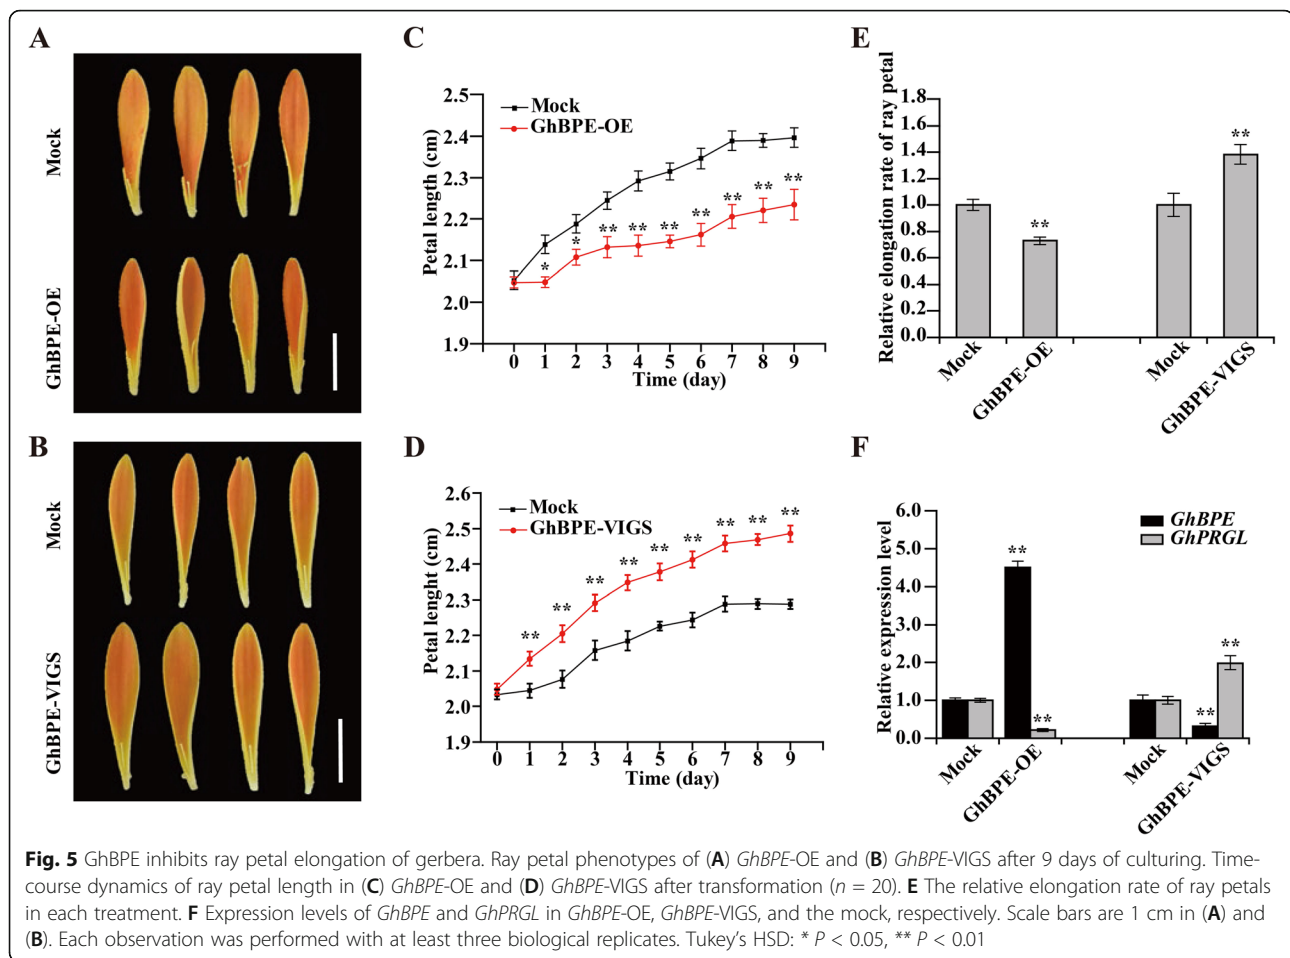 A
Mock
GhBPE-OE
B
Mock
GhBPE-VIGS
C
Petal length (cm)
2.5
2.4
2.3
2.2
2.1
2.0
1.9
Mock
GhBPE-OE
* * ** ** ** ** ** ** **
0 1 2 3 4 5 6 7 8 9
Time (day)
D
Petal lenght (cm)
2.6
2.5
2.4
2.3
2.2
2.1
2.0
1.9
Mock
GhBPE-VIGS
** ** ** ** ** ** ** ** **
0 1 2 3 4 5 6 7 8 9
Time (day)
E
Relative elongation rate of ray petal
1.8
1.6
1.4
1.2
1.0
0.8
0.6
0.4
0.2
0.0
**
**
Mock
GhBPE-OE
Mock
GhBPE-VIGS
F
Relative expression level
6.0
5.0
4.0
3.0
2.0
1.0
0.0
GhBPE
GhPRGL
**
**
**
**
Mock
GhBPE-OE
Mock
GhBPE-VIGS
Fig. 5 GhBPE inhibits ray petal elongation of gerbera. Ray petal phenotypes of (A) GhBPE-OE and (B) GhBPE-VIGS after 9 days of culturing. Time-
course dynamics of ray petal length in (C) GhBPE-OE and (D) GhBPE-VIGS after transformation (n = 20). E The relative elongation rate of ray petals
in each treatment. F Expression levels of GhBPE and GhPRGL in GhBPE-OE, GhBPE-VIGS, and the mock, respectively. Scale bars are 1 cm in (A) and
(B). Each observation was performed with at least three biological replicates. Tukey's HSD: * P < 0.05, ** P < 0.01